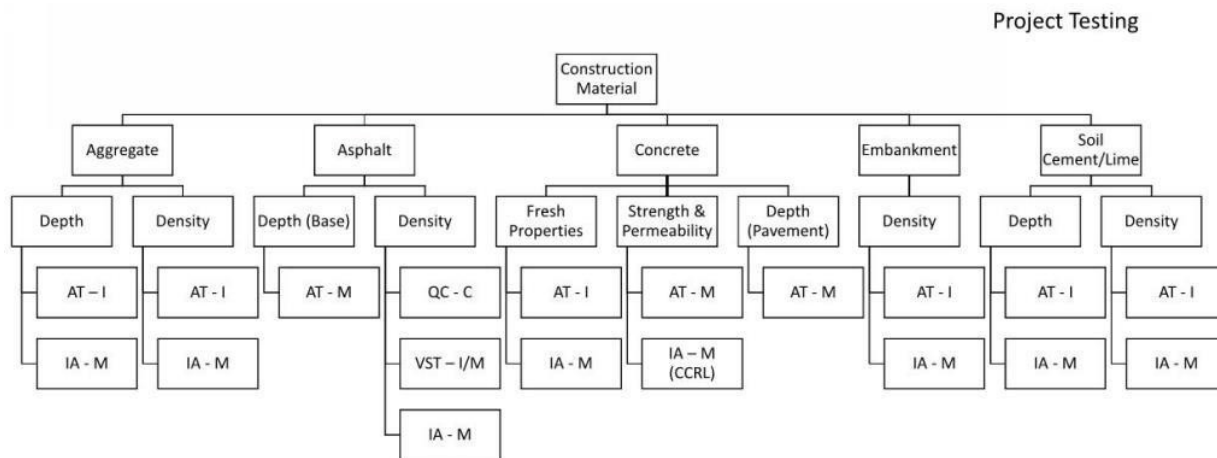 Project Testing
Construction
Material
Aggregate
Asphalt
Concrete
Embankment
Soil
Cement/Lime
Depth
Density
Depth (Base)
Density
Fresh
Properties
Strength &
Permeability
Depth
(Pavement)
Density
Depth
Density
AT – I
AT - I
AT - M
QC - C
AT - I
AT - M
AT - M
AT - I
AT - I
AT - I
IA - M
IA - M
VST – I/M
IA - M
IA – M
(CCRL)
IA - M
IA - M
IA - M
IA - M